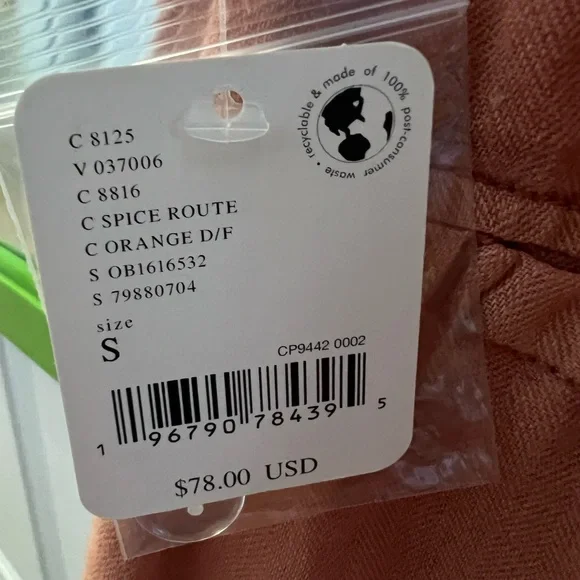 recyclable & made of 100% post-consumer waste •
C 8125
V 037006
C 8816
C SPICE ROUTE
C ORANGE D/F
S OB1616532
S 79880704
size
S
CP9442 0002
1 96790 78439 5
$78.00 USD